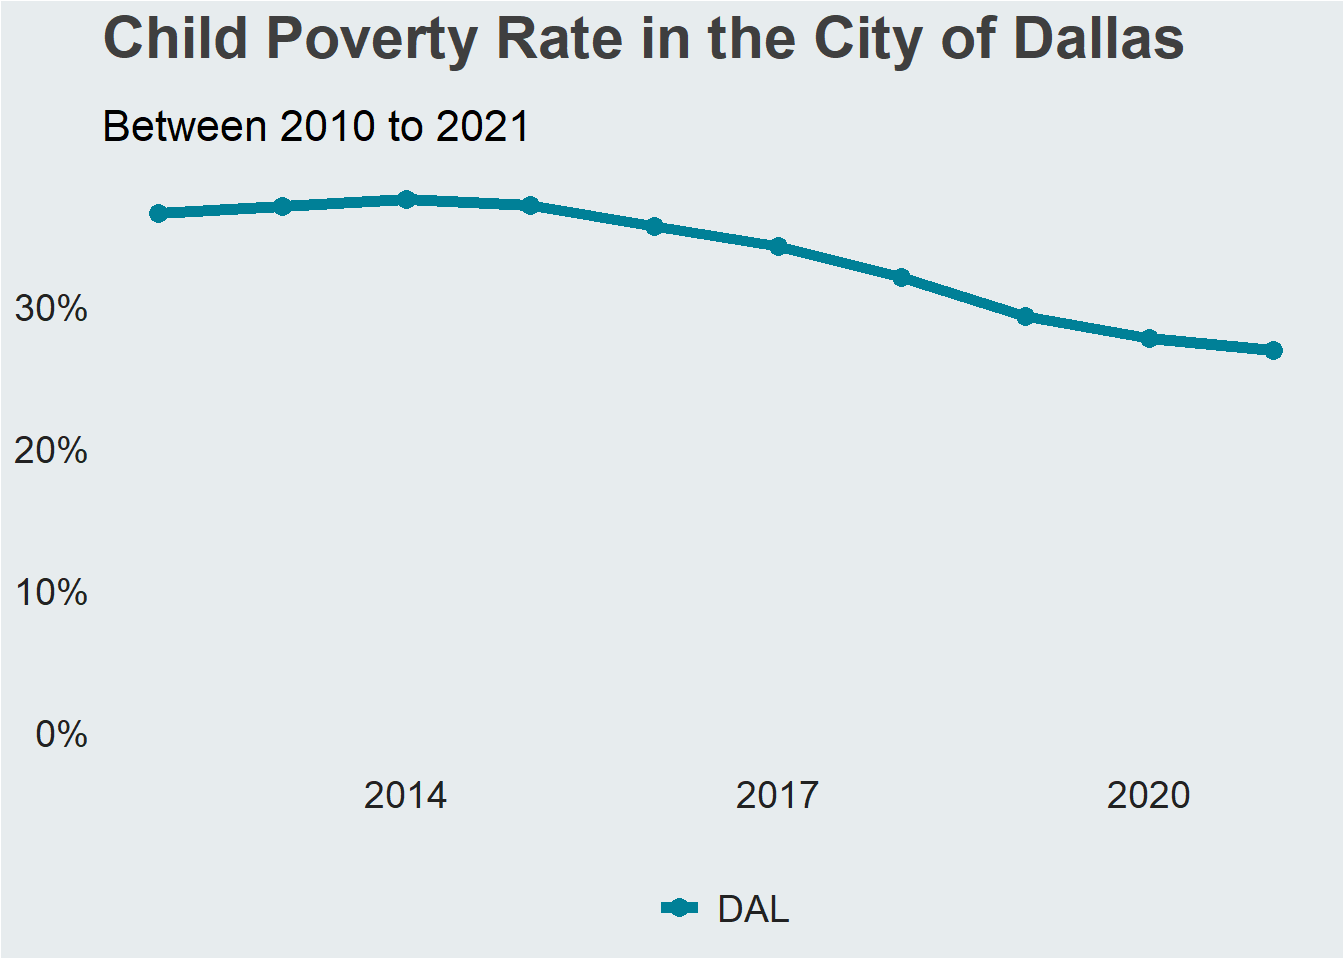 Child Poverty Rate in the City of Dallas
Between 2010 to 2021
30%
20%
10%
0%
2014 2017 2020
DAL